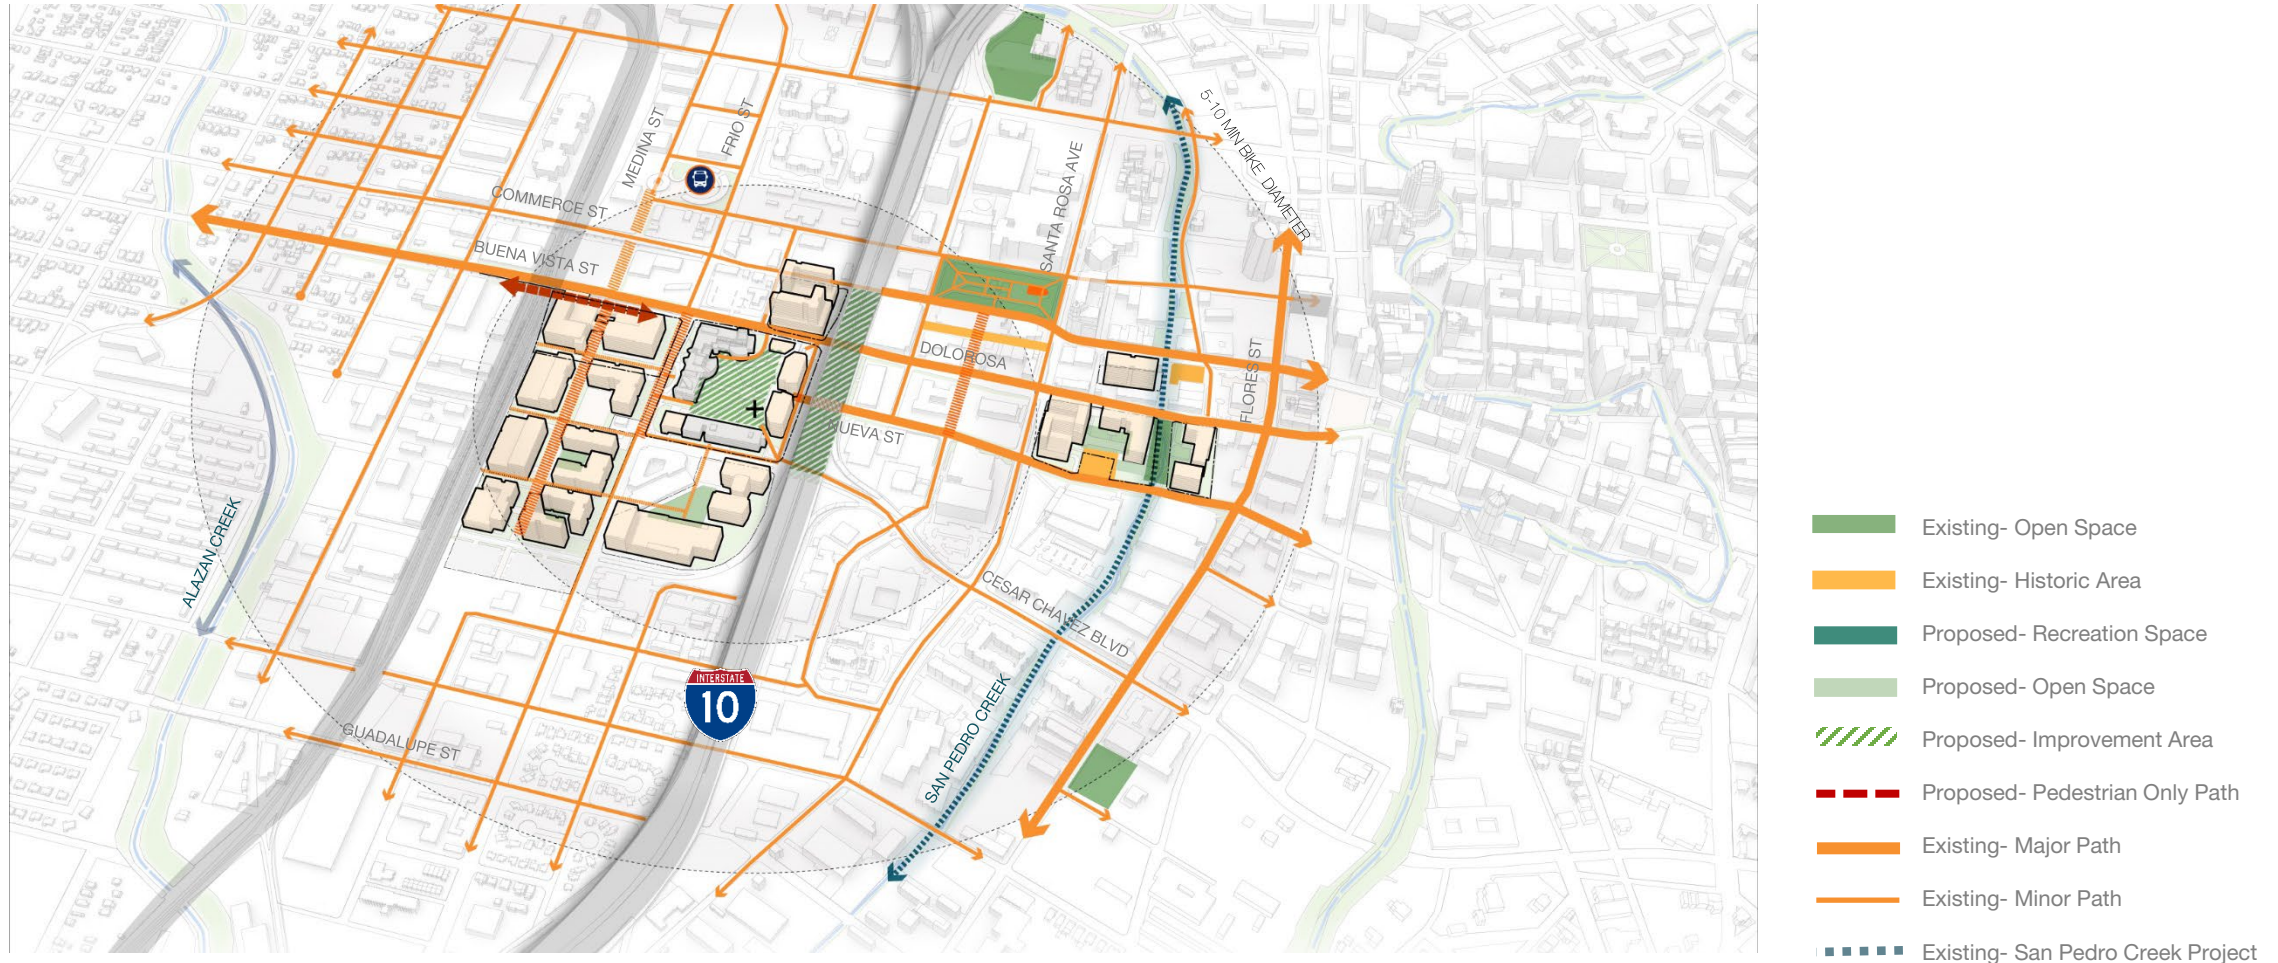 5-10 MIN BIKE DIAMETER
MEDINA ST
FRIO ST
SANTA ROSA AVE
COMMERCE ST
BUENA VISTA ST
DOLOROSA
FLORES ST
NUEVA ST
ALAZAN CREEK
CESAR CHAVEZ BLVD
INTERSTATE
10
SAN PEDRO CREEK
GUADALUPE ST
Existing- Open Space
Existing- Historic Area
Proposed- Recreation Space
Proposed- Open Space
Proposed- Improvement Area
Proposed- Pedestrian Only Path
Existing- Major Path
Existing- Minor Path
Existing- San Pedro Creek Project